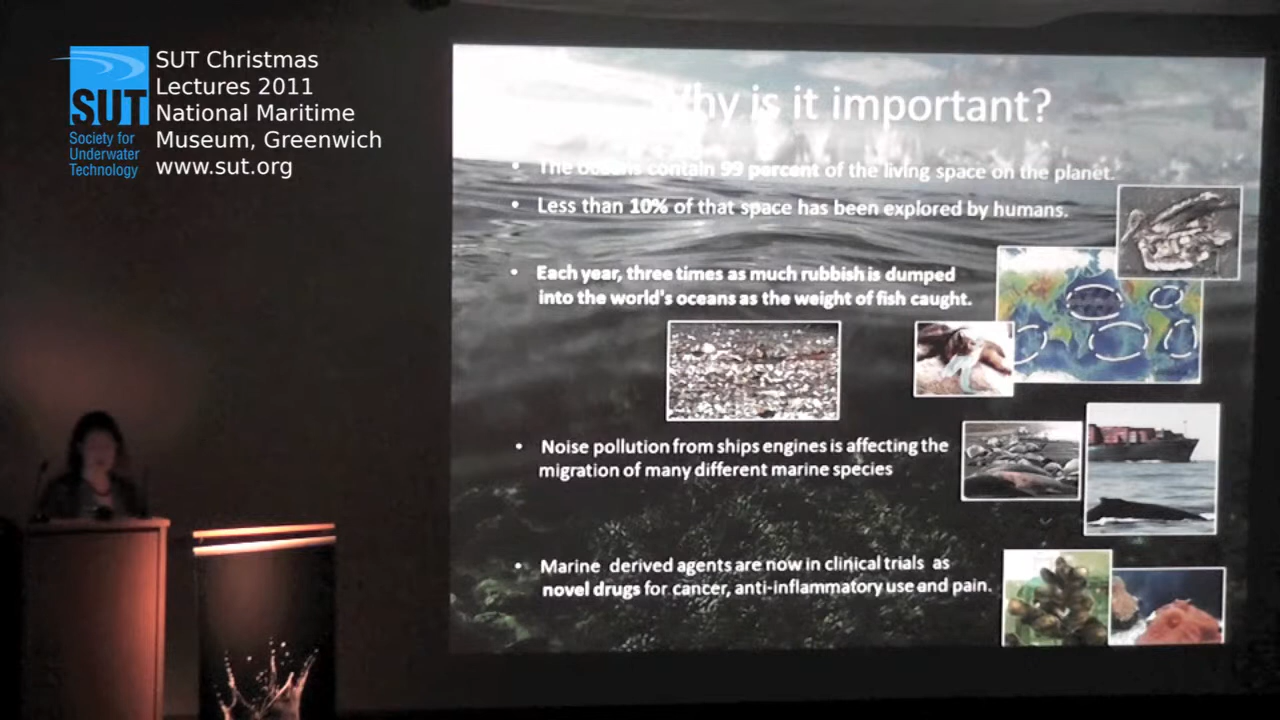 SUT Christmas
Lectures 2011
National Maritime
Museum, Greenwich
www.sut.org
SUT
Society for
Underwater
Technology
Why is it important?
• The oceans contain 99 percent of the living space on the planet.
• Less than 10% of that space has been explored by humans.
• Each year, three times as much rubbish is dumped
into the world's oceans as the weight of fish caught.
• Noise pollution from ships engines is affecting the
migration of many different marine species
• Marine derived agents are now in clinical trials as
novel drugs for cancer, anti-inflammatory use and pain.